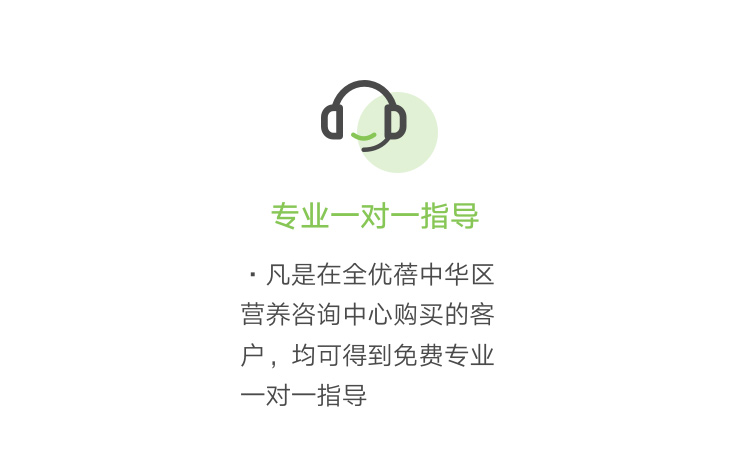 专业一对一指导
·凡是在全优蓓中华区
营养咨询中心购买的客
户，均可得到免费专业
一对一指导